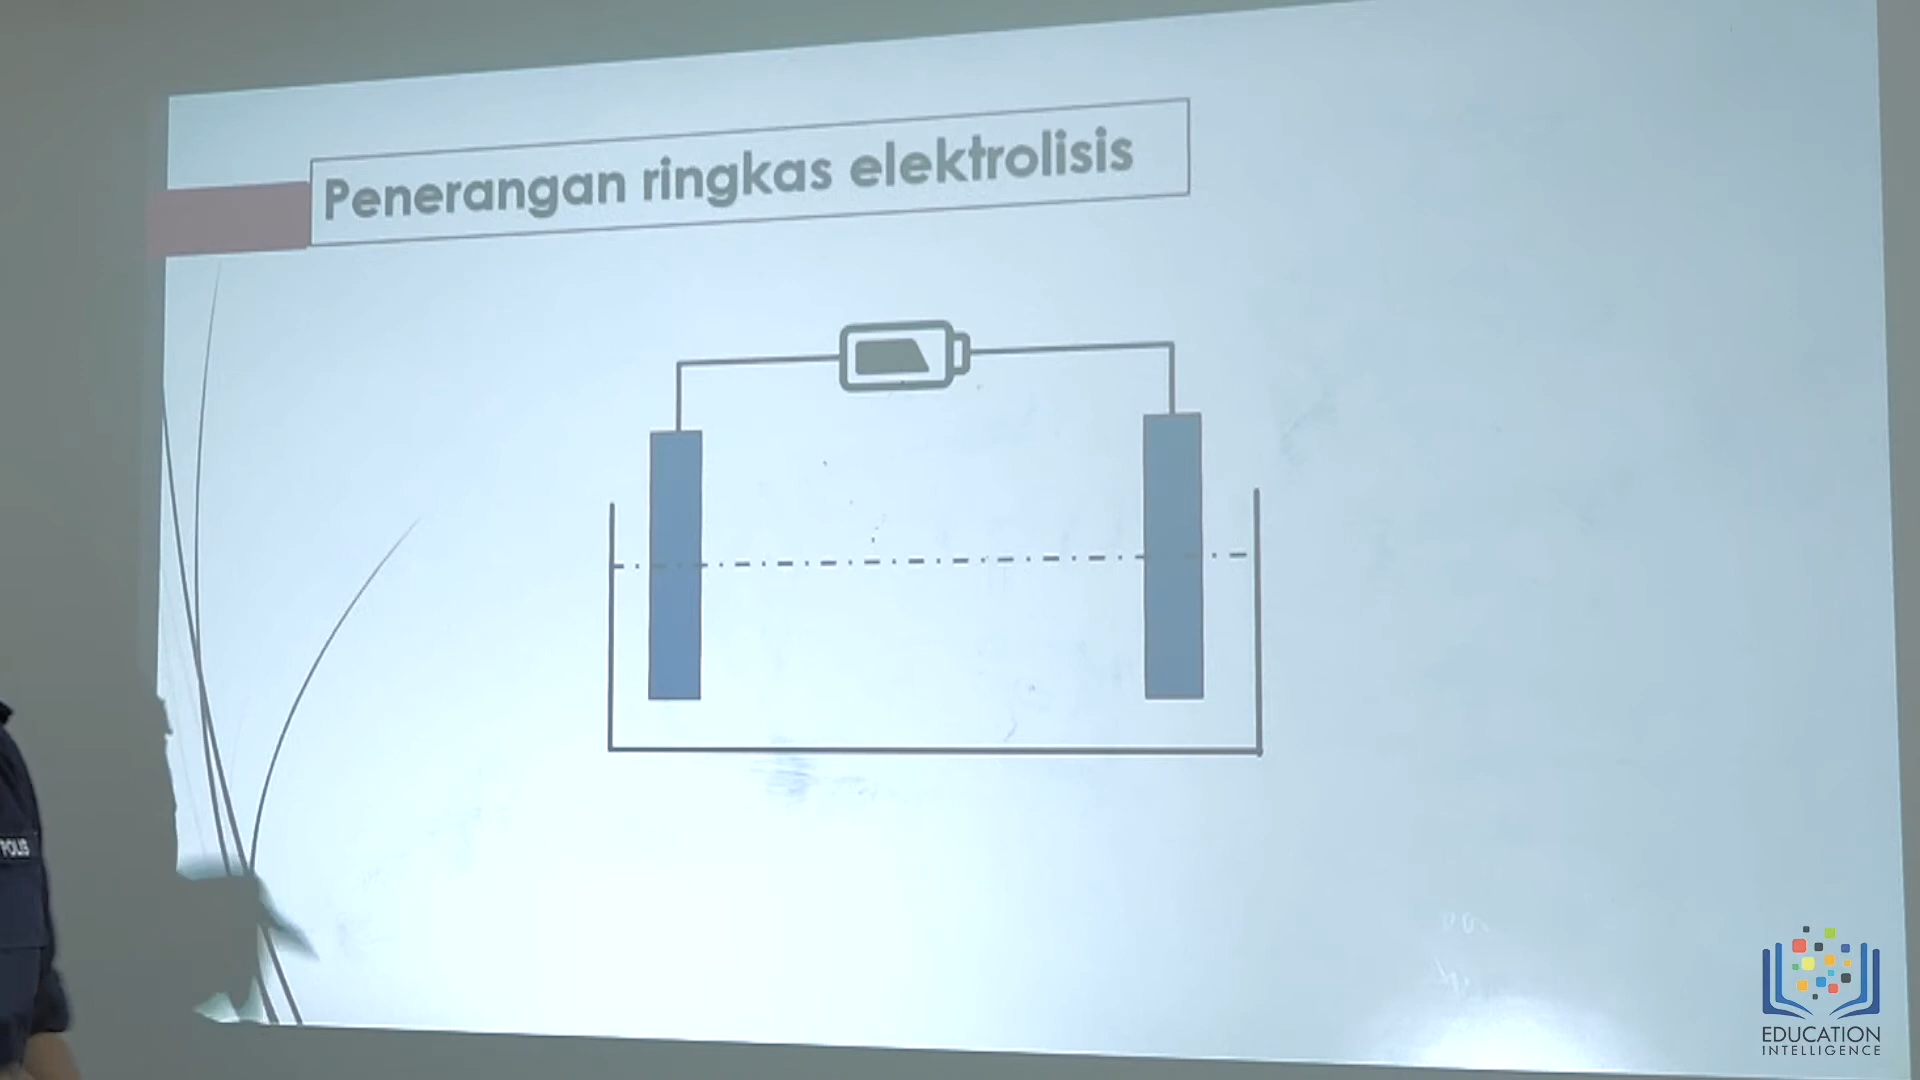 Penerangan ringkas elektrolisis
POLIS
EDUCATION
INTELLIGENCE